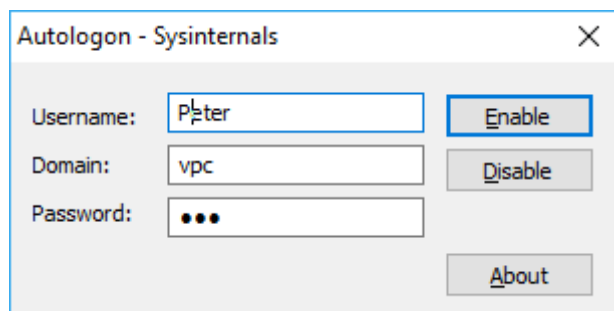 Autologon - Sysinternals
Username: Peter Enable
Domain: vpc Disable
Password: ●●●
About